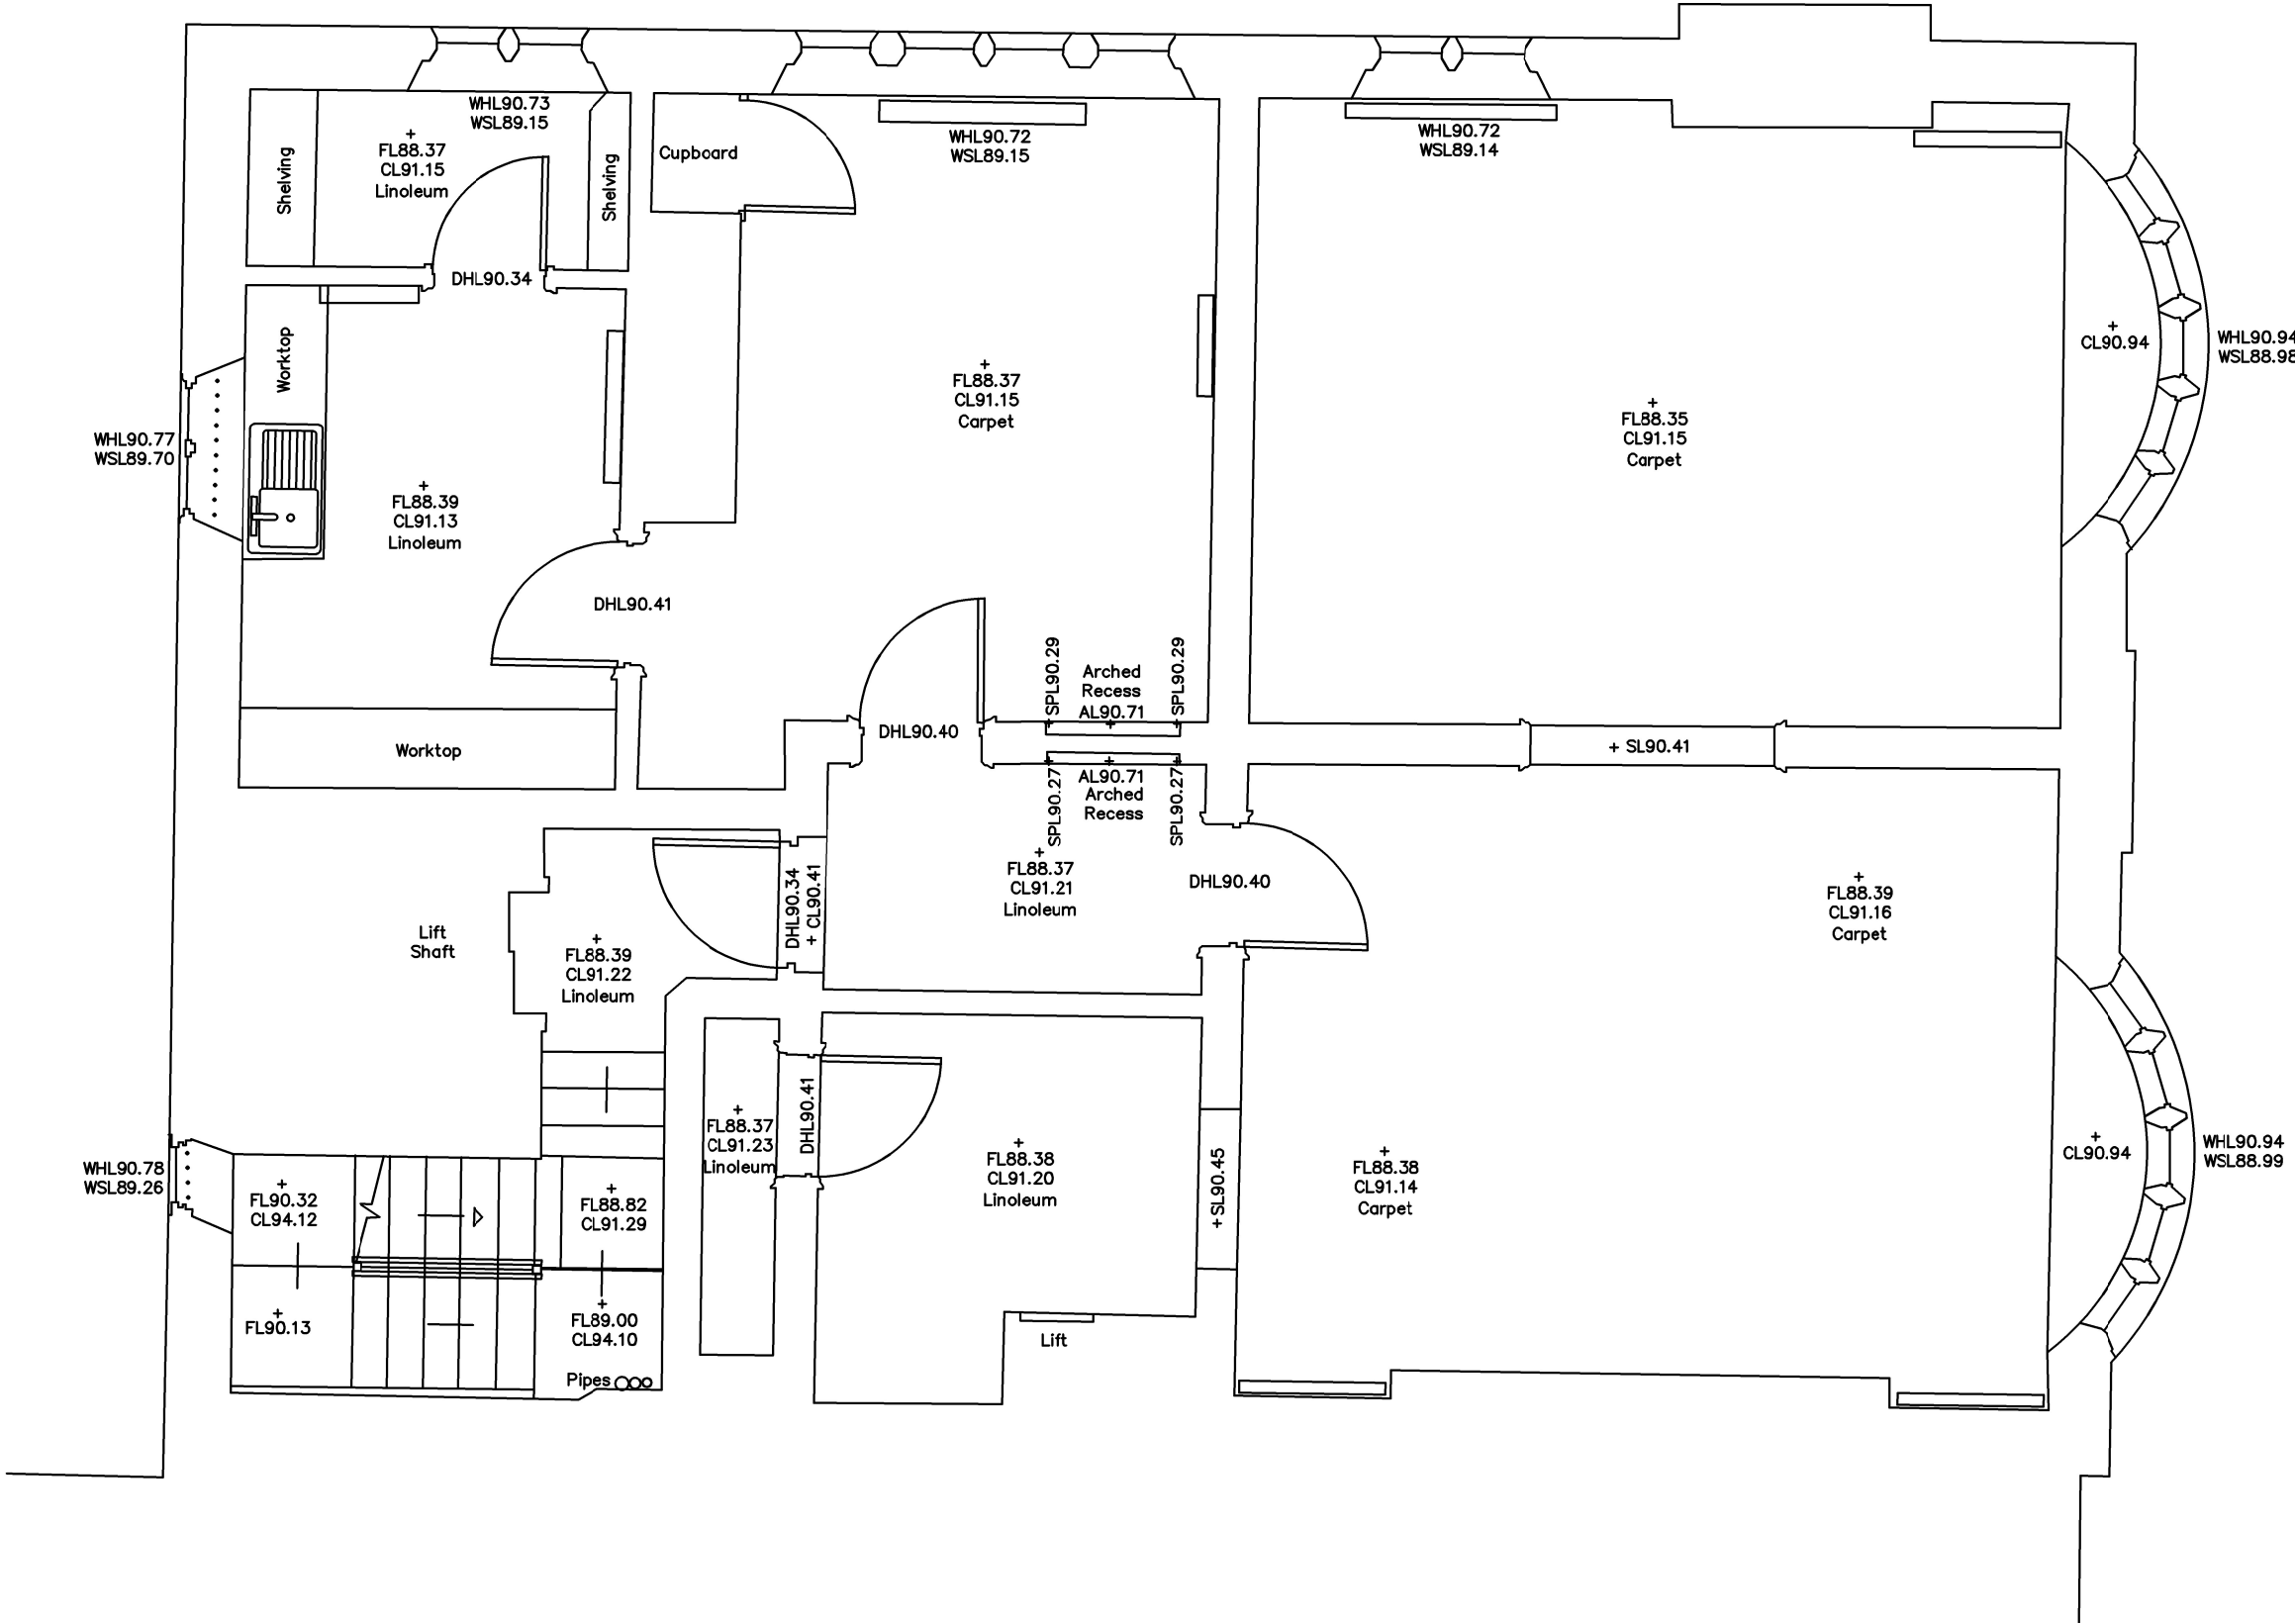 WHL90.73
WSL89.15
Shelving
FL88.37
CL91.15
Linoleum
Shelving
DHL90.34
Cupboard
WHL90.72
WSL89.15
WHL90.72
WSL89.14
CL90.94
WHL90.94
WSL88.98
Worktop
WHL90.77
WSL89.70
FL88.39
CL91.13
Linoleum
FL88.37
CL91.15
Carpet
FL88.35
CL91.15
Carpet
DHL90.41
SPL90.29
Arched
Recess
AL90.71
SPL90.29
DHL90.40
Worktop
+ SL90.41
SPL90.27
AL90.71
Arched
Recess
SPL90.27
FL88.37
CL91.21
Linoleum
DHL90.40
DHL90.34
+ CL90.41
FL88.39
CL91.16
Carpet
Lift
Shaft
FL88.39
CL91.22
Linoleum
FL88.37
CL91.23
Linoleum
DHL90.41
FL88.38
CL91.20
Linoleum
+ SL90.45
FL88.38
CL91.14
Carpet
CL90.94
WHL90.94
WSL88.99
WHL90.78
WSL89.26
FL90.32
CL94.12
FL88.82
CL91.29
FL90.13
FL89.00
CL94.10
Pipes
Lift